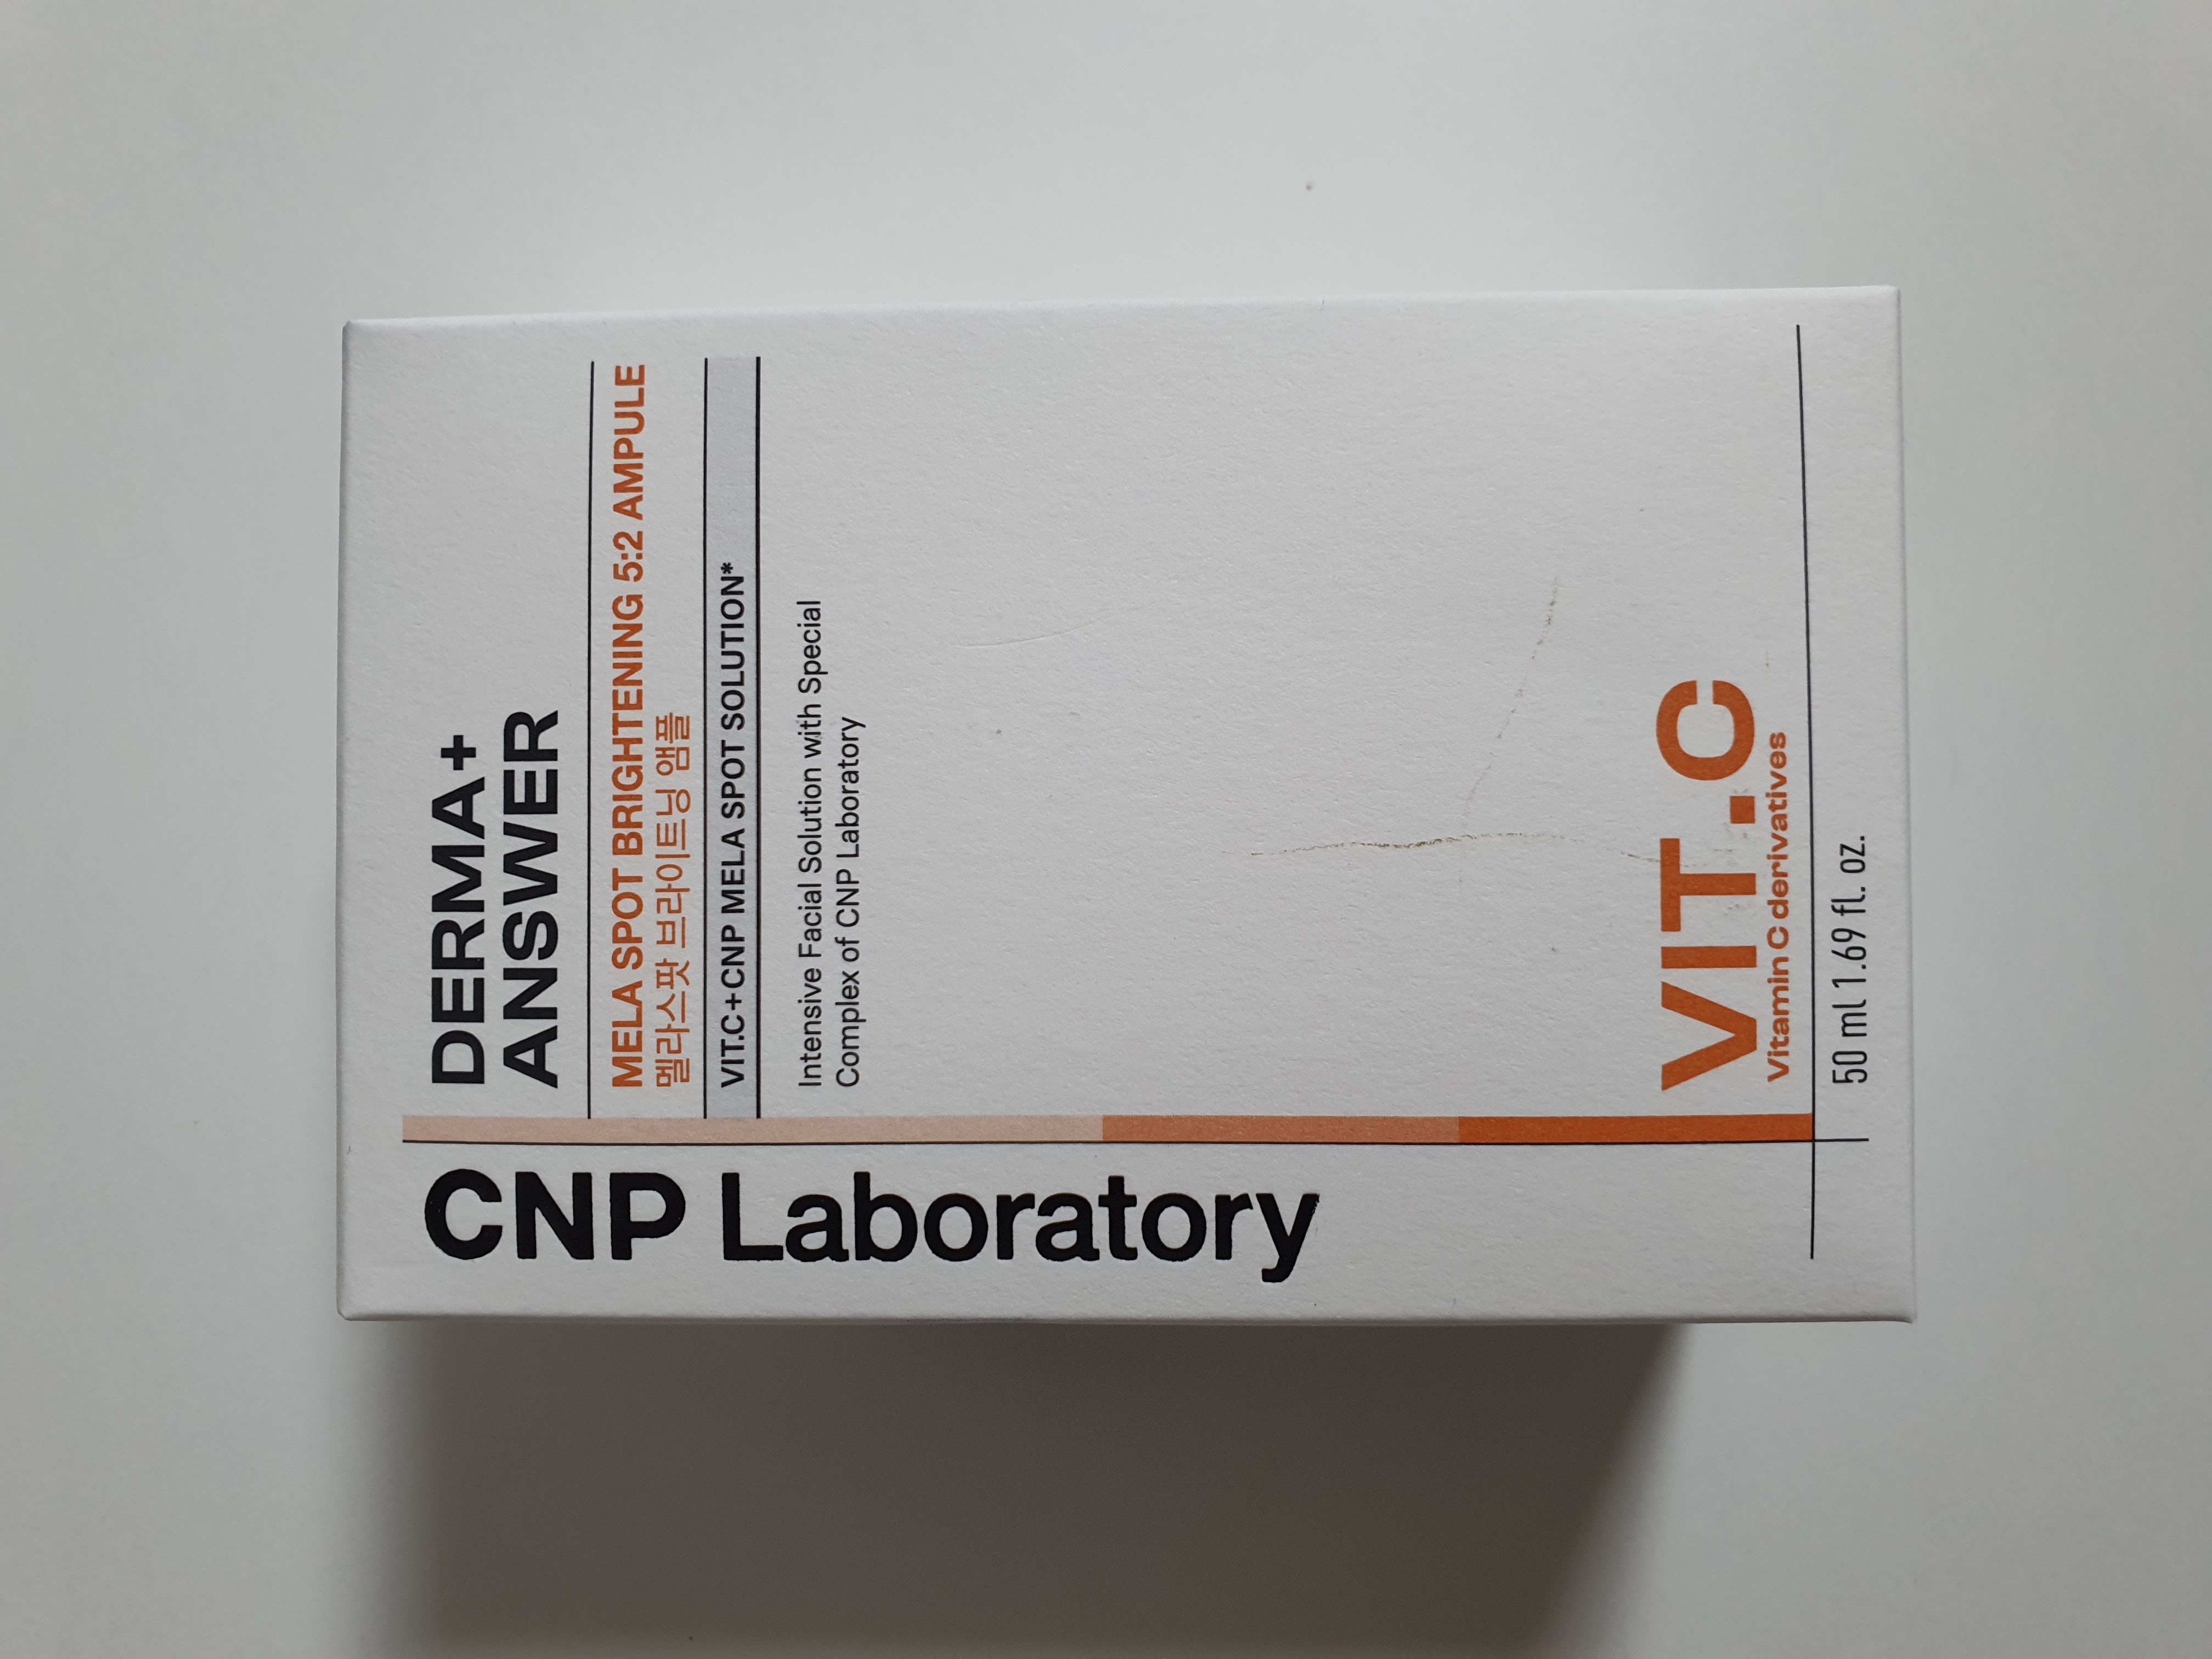 CNP Laboratory
DERMA+
ANSWER
MELA SPOT BRIGHTENING 5:2 AMPULE
멜라스팟 브라이트닝 앰플
VIT.C+CNP MELA SPOT SOLUTION*
Intensive Facial Solution with Special
Complex of CNP Laboratory
VIT.C
Vitamin C derivatives
50 ml 1.69 fl. oz.